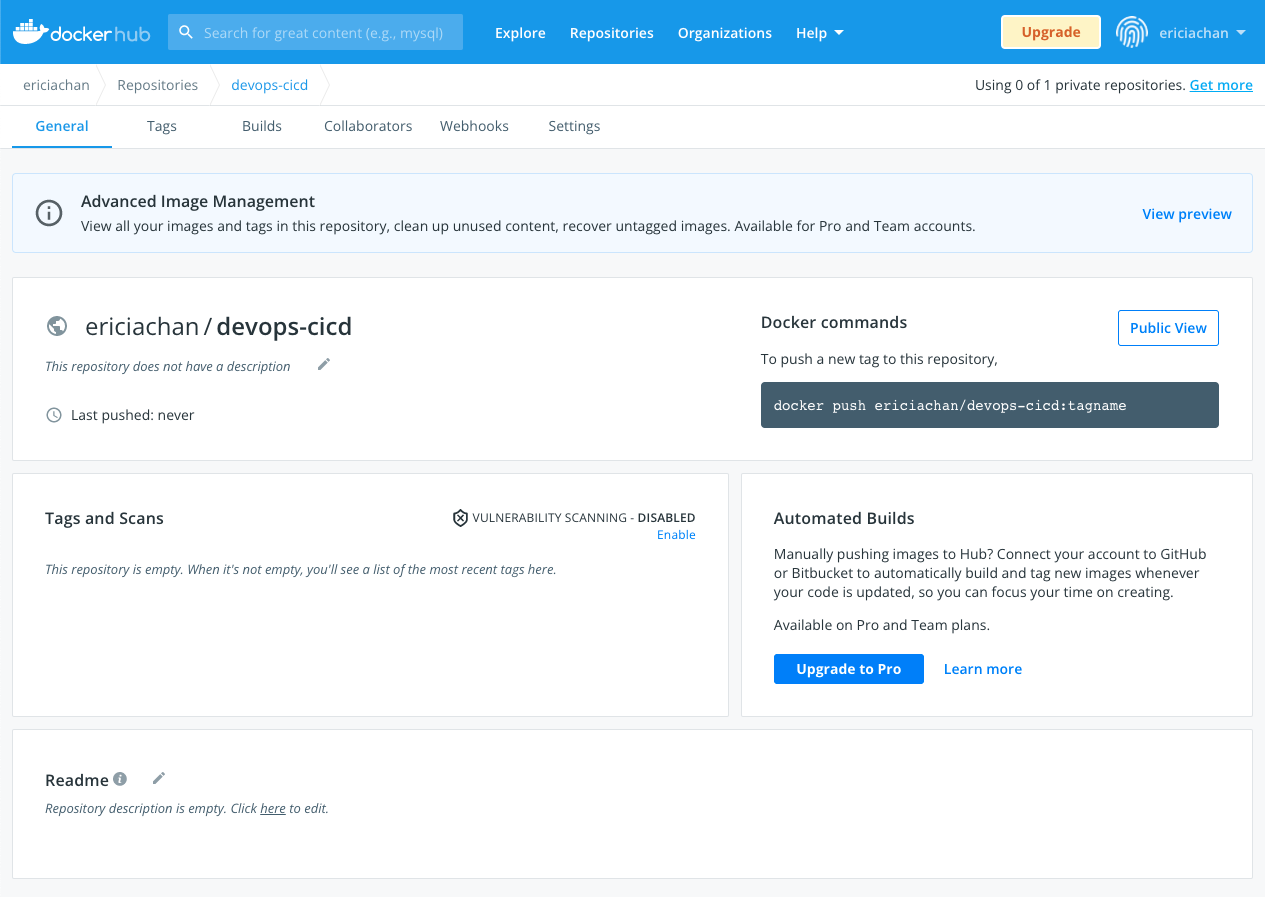 docker hub
Search for great content (e.g., mysql)
Explore
Repositories
Organizations
Help
Upgrade
ericiachan
ericiachan
Repositories
devops-cicd
Using 0 of 1 private repositories. Get more
General
Tags
Builds
Collaborators
Webhooks
Settings
Advanced Image Management
View all your images and tags in this repository, clean up unused content, recover untagged images. Available for Pro and Team accounts.
View preview
ericiachan / devops-cicd
This repository does not have a description
Last pushed: never
Docker commands
Public View
To push a new tag to this repository,
docker push ericiachan/devops-cicd:tagname
Tags and Scans
VULNERABILITY SCANNING - DISABLED
Enable
This repository is empty. When it's not empty, you'll see a list of the most recent tags here.
Automated Builds
Manually pushing images to Hub? Connect your account to GitHub
or Bitbucket to automatically build and tag new images whenever
your code is updated, so you can focus your time on creating.
Available on Pro and Team plans.
Upgrade to Pro
Learn more
Readme
Repository description is empty. Click here to edit.